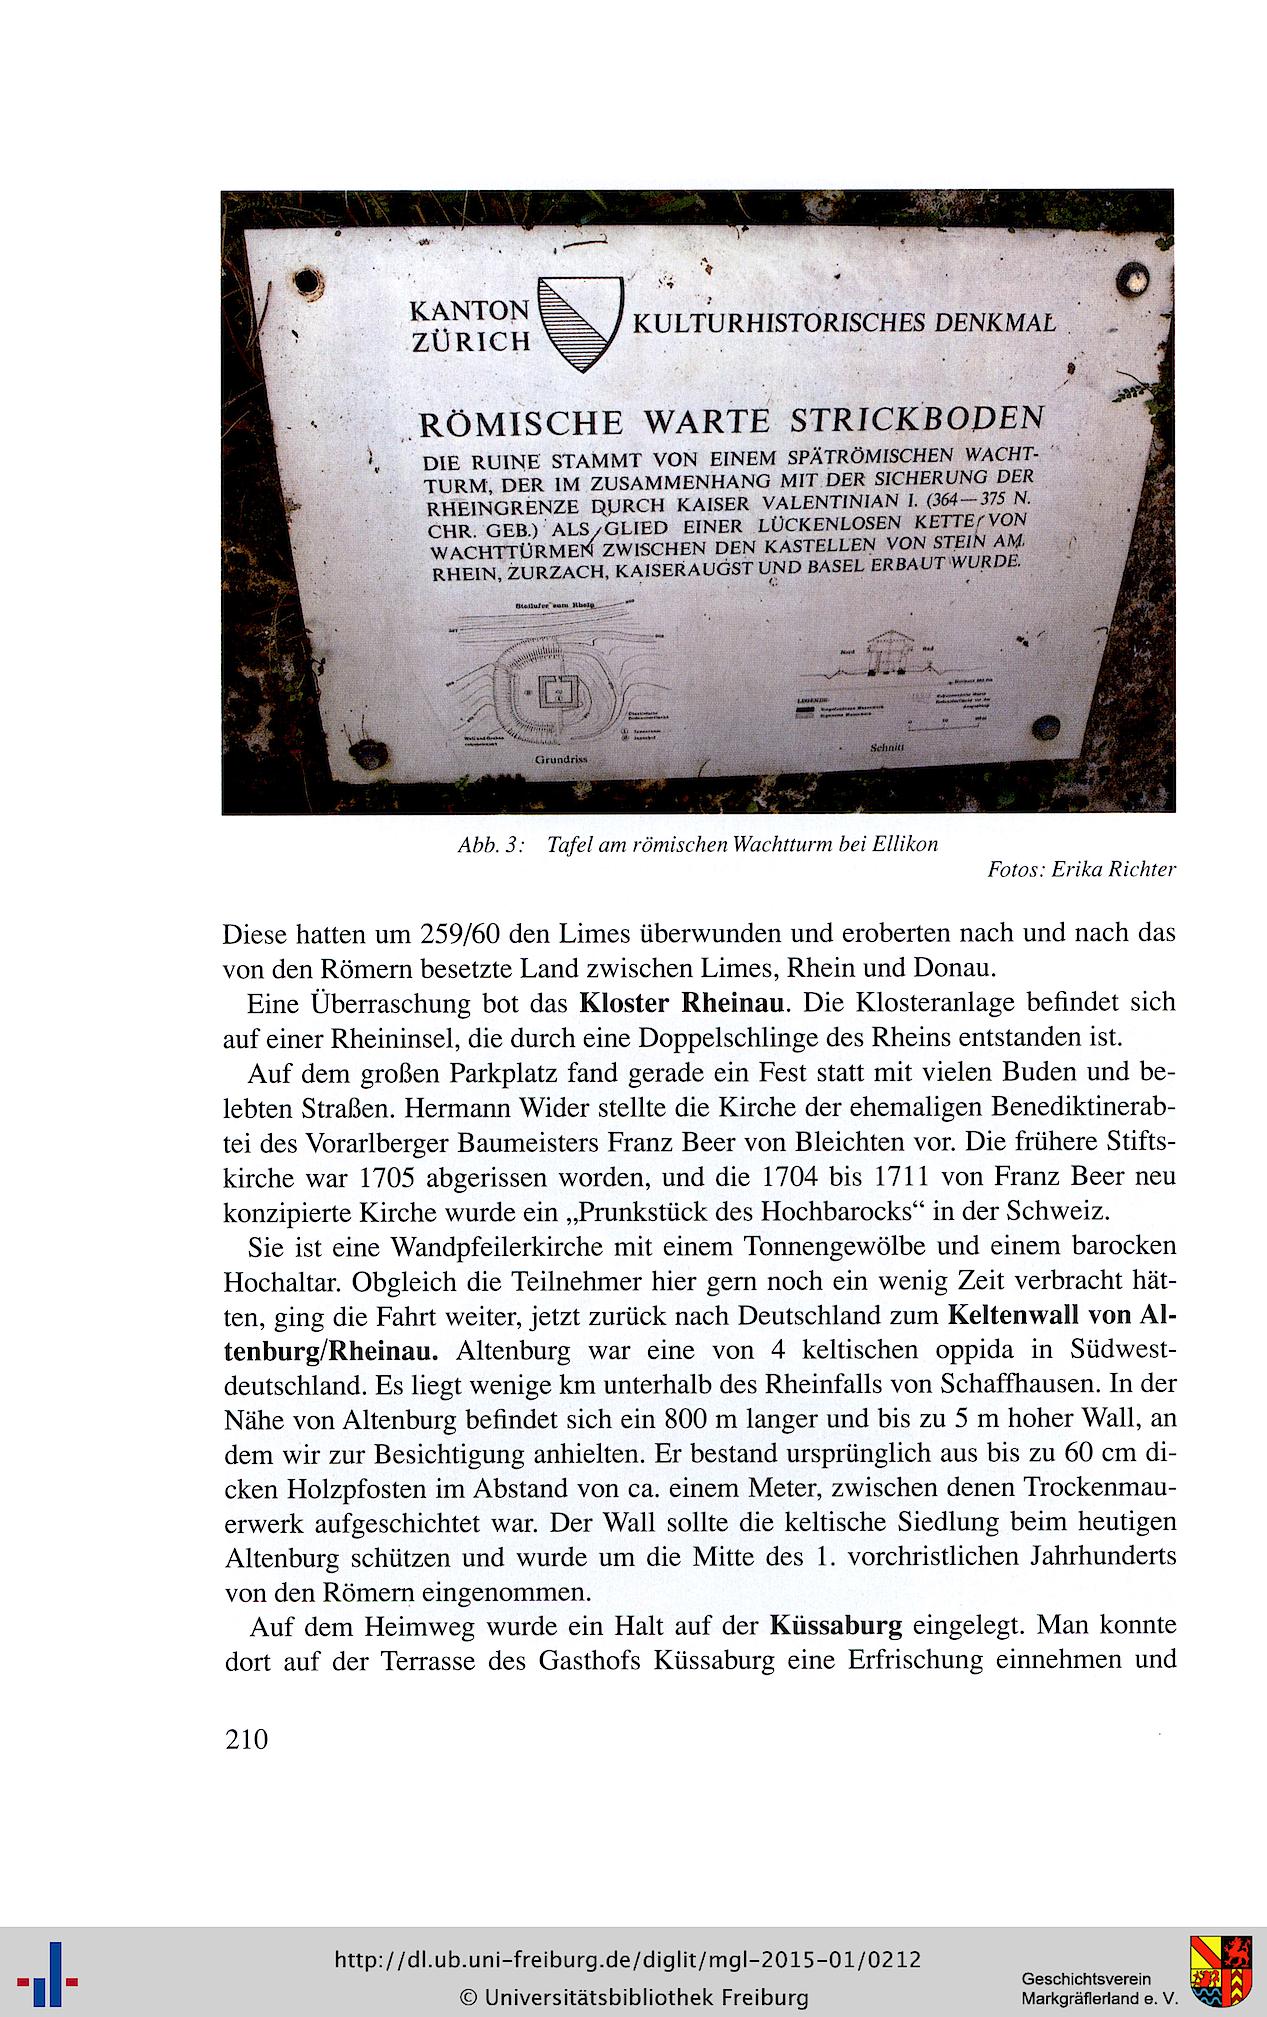 KANTON
ZÜRICH
KULTURHISTORISCHES DENKMAL
RÖMISCHE WARTE STRICKBODEN
DIE RUINE STAMMT VON EINEM SPÄTRÖMISCHEN WACHT-
TURM, DER IM ZUSAMMENHANG MIT DER SICHERUNG DER
RHEINGRENZE DURCH KAISER VALENTINIAN I. (364—375 N.
CHR. GEB.) ALS GLIED EINER LÜCKENLOSEN KETTE VON
WACHTTÜRMEN ZWISCHEN DEN KASTELLEN VON STEIN AM
RHEIN, ZURZACH, KAISERAUGST UND BASEL ERBAUT WURDE.
Steilufer zum Rhein
Nord
Süd
LEGENDE:
Grundriss
Schnitt
Abb. 3: Tafel am römischen Wachtturm bei Ellikon
Fotos: Erika Richter
Diese hatten um 259/60 den Limes überwunden und eroberten nach und nach das
von den Römern besetzte Land zwischen Limes, Rhein und Donau.
Eine Überraschung bot das Kloster Rheinau. Die Klosteranlage befindet sich
auf einer Rheininsel, die durch eine Doppelschlinge des Rheins entstanden ist.
Auf dem großen Parkplatz fand gerade ein Fest statt mit vielen Buden und be-
lebten Straßen. Hermann Wider stellte die Kirche der ehemaligen Benediktinerab-
tei des Vorarlberger Baumeisters Franz Beer von Bleichten vor. Die frühere Stifts-
kirche war 1705 abgerissen worden, und die 1704 bis 1711 von Franz Beer neu
konzipierte Kirche wurde ein „Prunkstück des Hochbarocks“ in der Schweiz.
Sie ist eine Wandpfeilerkirche mit einem Tonnengewölbe und einem barocken
Hochaltar. Obgleich die Teilnehmer hier gern noch ein wenig Zeit verbracht hät-
ten, ging die Fahrt weiter, jetzt zurück nach Deutschland zum Keltenwall von Al-
tenburg/Rheinau. Altenburg war eine von 4 keltischen oppida in Südwest-
deutschland. Es liegt wenige km unterhalb des Rheinfalls von Schaffhausen. In der
Nähe von Altenburg befindet sich ein 800 m langer und bis zu 5 m hoher Wall, an
dem wir zur Besichtigung anhielten. Er bestand ursprünglich aus bis zu 60 cm di-
cken Holzpfosten im Abstand von ca. einem Meter, zwischen denen Trockenmau-
erwerk aufgeschichtet war. Der Wall sollte die keltische Siedlung beim heutigen
Altenburg schützen und wurde um die Mitte des 1. vorchristlichen Jahrhunderts
von den Römern eingenommen.
Auf dem Heimweg wurde ein Halt auf der Küssaburg eingelegt. Man konnte
dort auf der Terrasse des Gasthofs Küssaburg eine Erfrischung einnehmen und
210
http://dl.ub.uni-freiburg.de/diglit/mgl-2015-01/0212
© Universitätsbibliothek Freiburg
Geschichtsverein
Markgräflerland e. V.